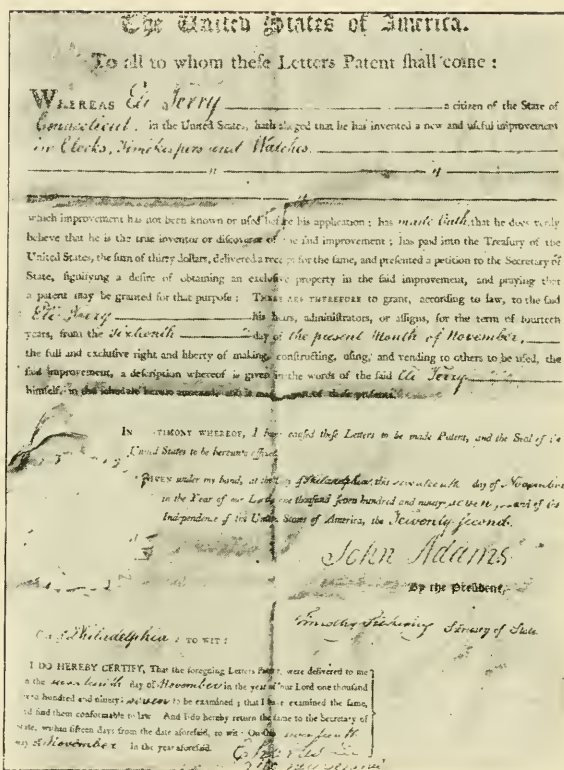 The United States of America.
To all to whom theſe Letters Patent ſhall come :
WHEREAS Eli Terry a citizen of the State of
Connecticut, in the United States, hath alleged that he has invented a new and uſeful improvement
in Clocks, Timekeepers and Watches.
" "
which improvement has not been known or uſed before his application ; has made Oath, that he does verily
believe that he is the true inventor or diſcoverer of the ſaid improvement ; has paid into the Treaſury of the
United States, the ſum of thirty dollars, delivered a receipt for the ſame, and preſented a petition to the Secretary of
State, ſignifying a deſire of obtaining an excluſive property in the ſaid improvement, and praying that
a patent may be granted for that purpoſe : THESE ARE THEREFORE to grant, according to law, to the ſaid
Eli Terry his heirs, adminiſtrators, or aſſigns, for the term of fourteen
years, from the Sixteenth day of the present Month of November,
the full and excluſive right and liberty of making, conſtructing, uſing, and vending to others to be uſed, the
ſaid improvement, a deſcription whereof is given in the words of the ſaid Eli Terry
himſelf, in the ſchedule hereto annexed, and is made part of theſe preſents.
IN TESTIMONY WHEREOF, I have cauſed theſe Letters to be made Patent, and the Seal of the
United States to be hereunto affixed.
GIVEN under my hand, at the City of Philadelphia, this seventeenth day of November
in the Year of our Lord, one thouſand ſeven hundred and ninety seven, and of the
Independence of the United States of America, the Twenty second.
John Adams
By the Preſident,
Timothy Pickering Secretary of State
City of Philadelphia : TO WIT :
I DO HEREBY CERTIFY, That the foregoing Letters Patent, were delivered to me
on the seventeenth day of November in the year of our Lord one thouſand
ſeven hundred and ninety seven to be examined ; that I have examined the ſame,
and find them conformable to law. And I do hereby return the ſame to the Secretary of
State, within fifteen days from the date aforeſaid, to wit :- On this seventeenth
day of November In the year aforeſaid.